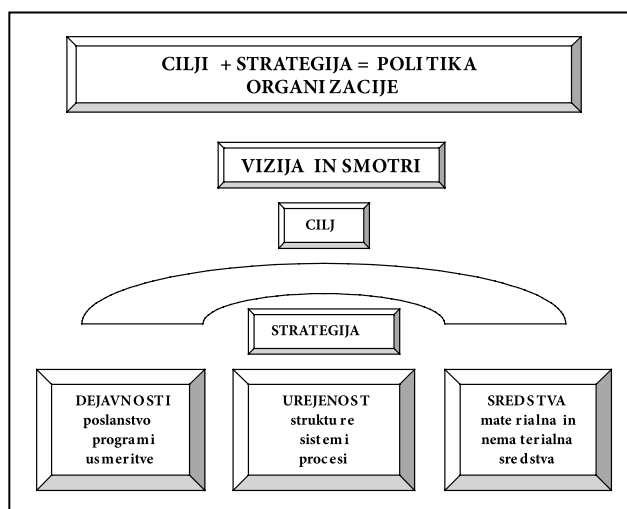 CILJI + STRATEGIJA = POLITIKA
ORGANIZACIJE
VIZIJA IN SMOTRI
CILJ
STRATEGIJA
DEJAVNOSTI
poslanstvo
programi
usmeritve
UREJENOST
strukture
sistemi
procesi
SREDSTVA
materialna in
nematerialna
sredstva